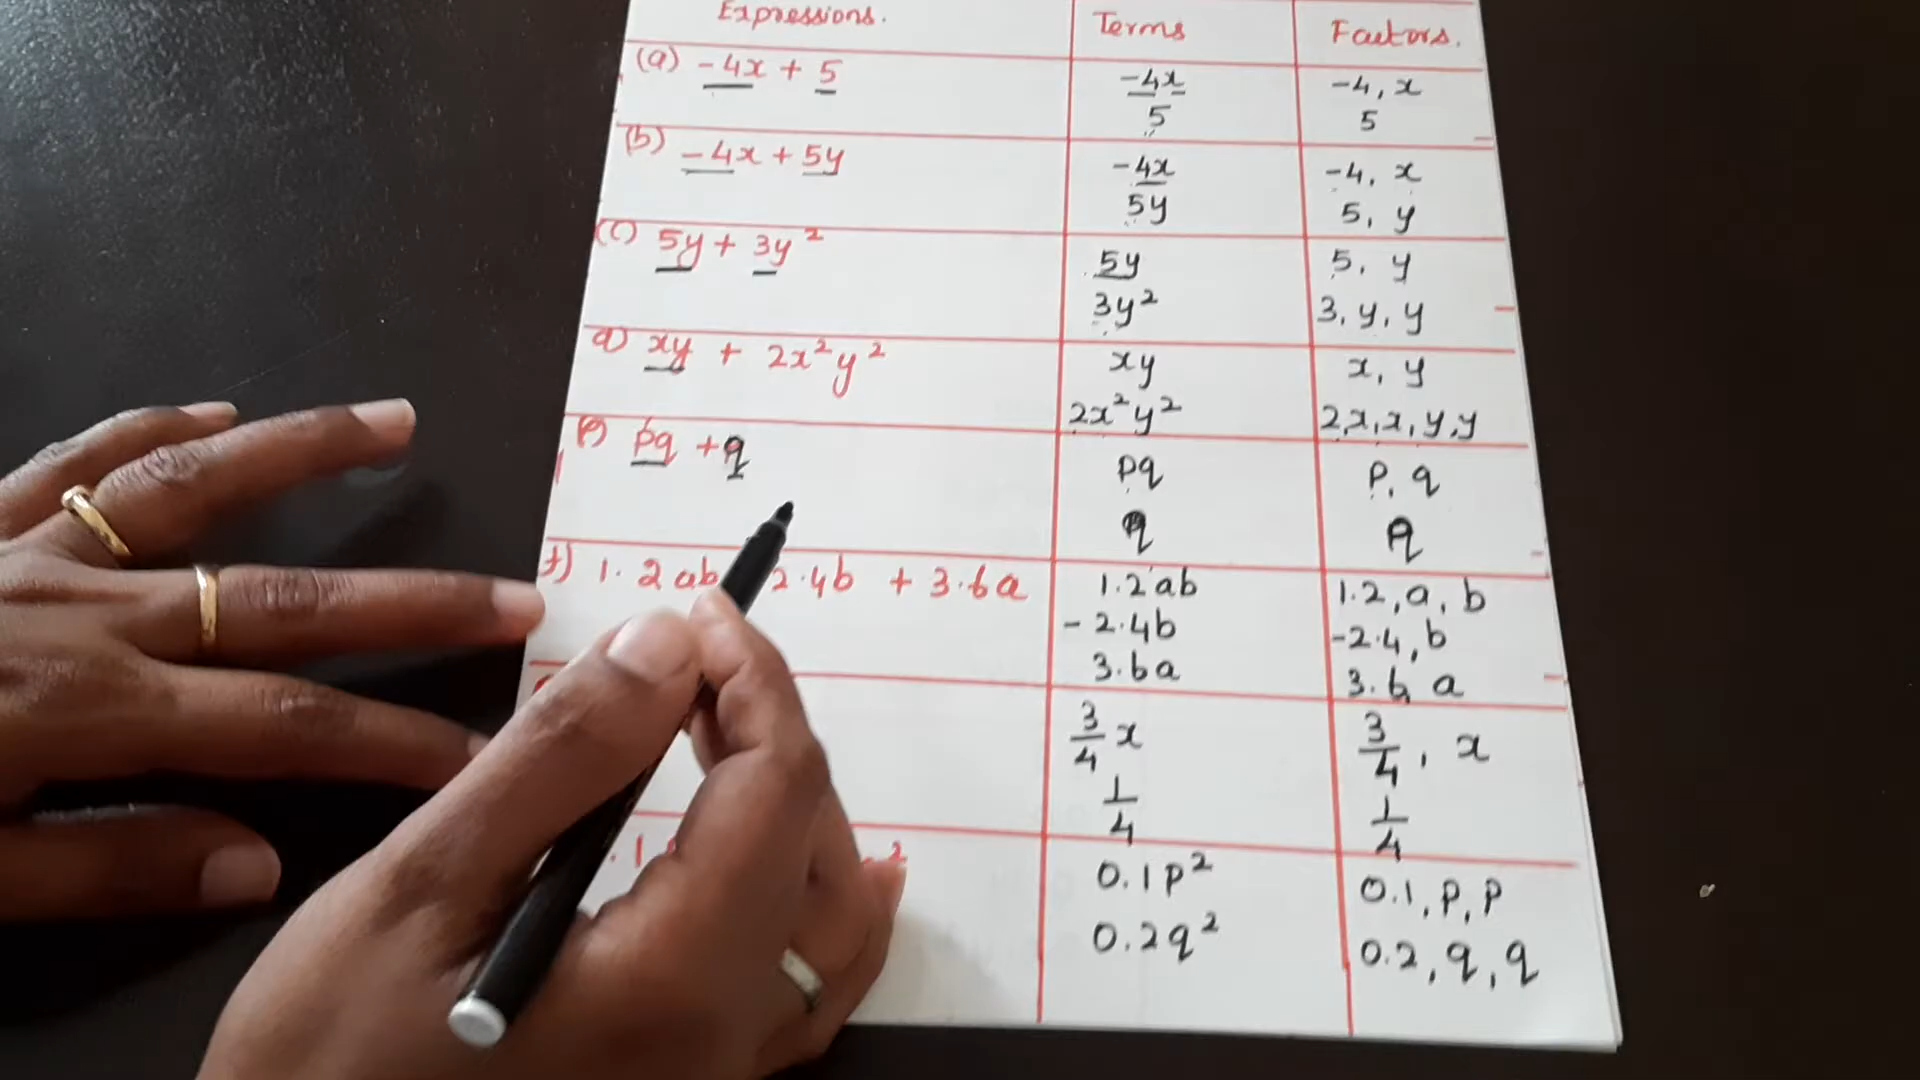 Expressions. Terms Factors.
(a) -4x + 5 -4x -4, x
5 5
(b) -4x + 5y -4x -4, x
5y 5, y
(c) 5y + 3y² 5y 5, y
3y² 3, y, y
d) xy + 2x²y² xy x, y
2x²y² 2,x,x,y,y
e) pq + q pq p, q
q q
f) 1.2ab 2.4b + 3.6a 1.2ab 1.2, a, b
-2.4b -2.4, b
3.6a 3.6, a
3/4 x 3/4, x
1/4 1/4
0.1p² 0.1, p, p
0.2q² 0.2, q, q